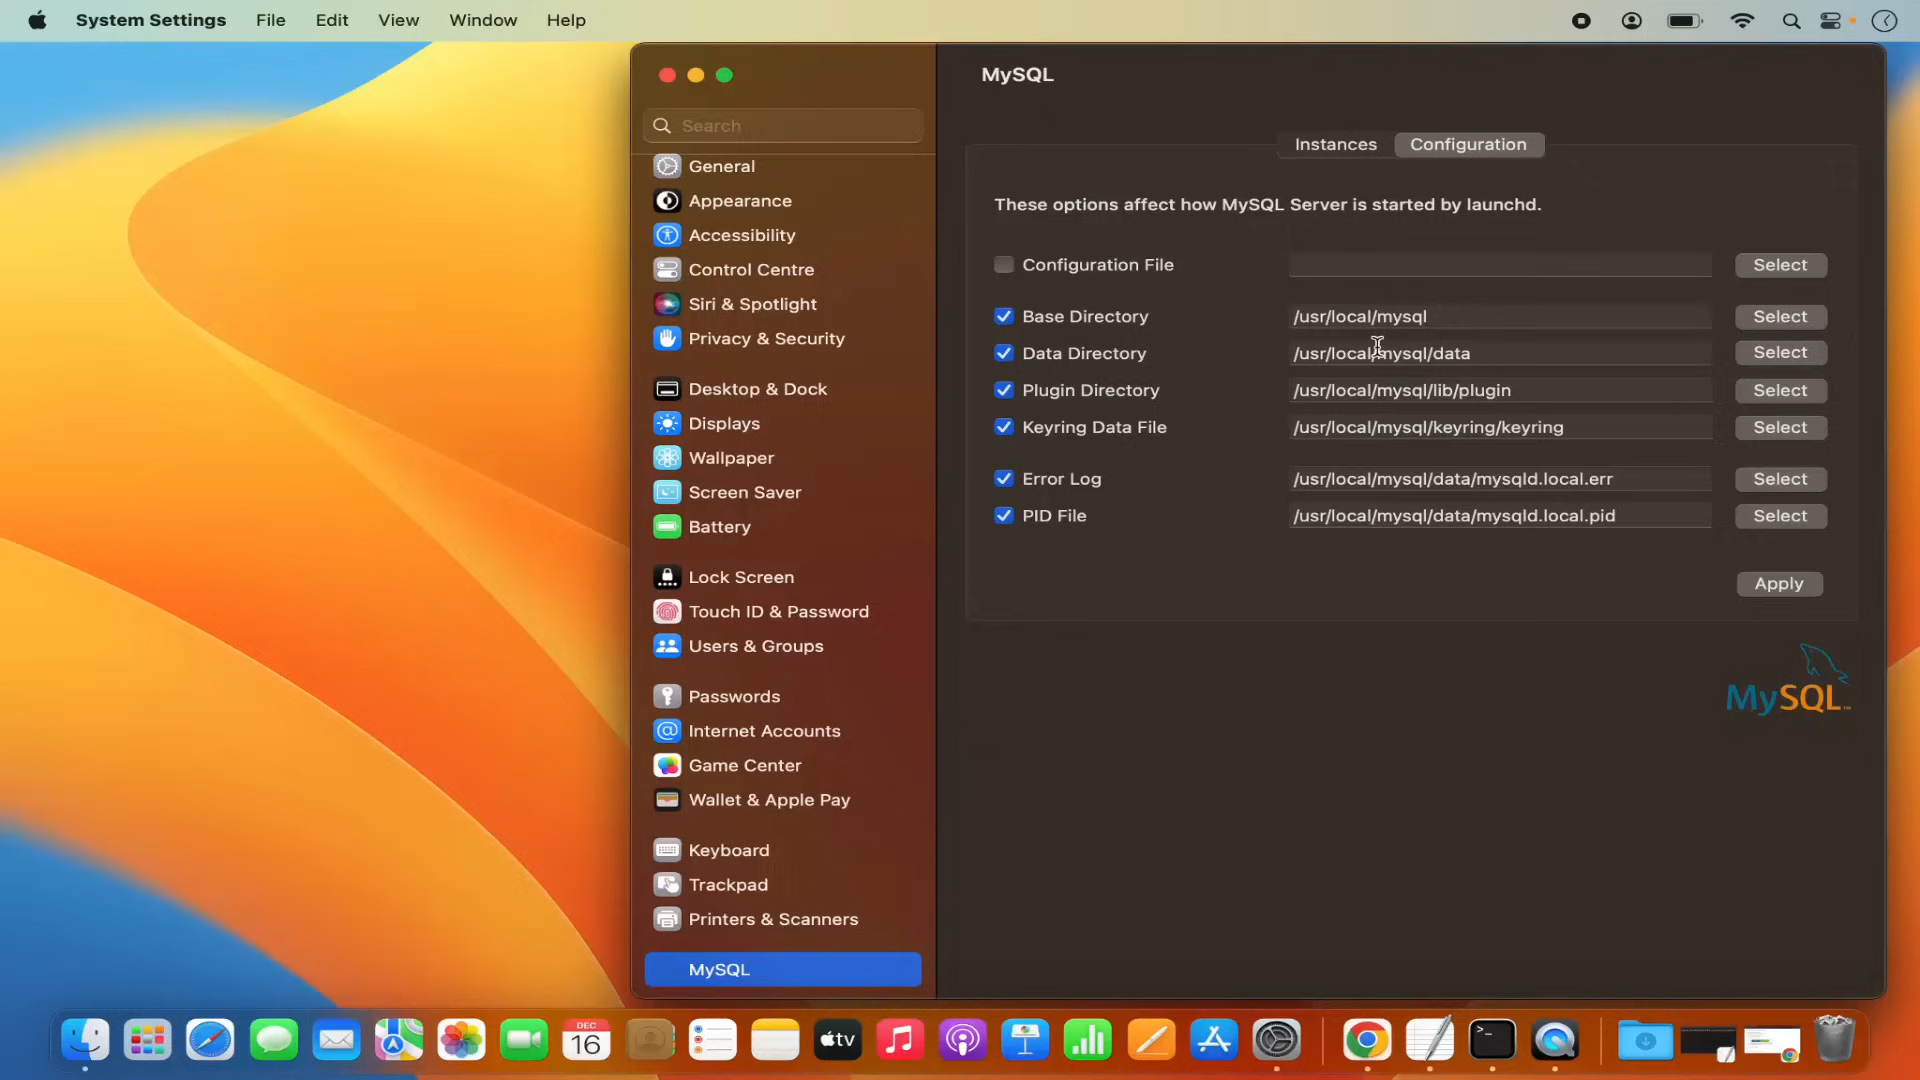 System Settings File Edit View Window Help
MySQL
Search
Instances Configuration
General
Appearance
Accessibility
Control Centre
Siri & Spotlight
Privacy & Security
Desktop & Dock
Displays
Wallpaper
Screen Saver
Battery
Lock Screen
Touch ID & Password
Users & Groups
Passwords
Internet Accounts
Game Center
Wallet & Apple Pay
Keyboard
Trackpad
Printers & Scanners
MySQL
These options affect how MySQL Server is started by launchd.
Configuration File Select
Base Directory /usr/local/mysql Select
Data Directory /usr/local/mysql/data Select
Plugin Directory /usr/local/mysql/lib/plugin Select
Keyring Data File /usr/local/mysql/keyring/keyring Select
Error Log /usr/local/mysql/data/mysqld.local.err Select
PID File /usr/local/mysql/data/mysqld.local.pid Select
Apply
MySQL™
DEC
16
tv
>_